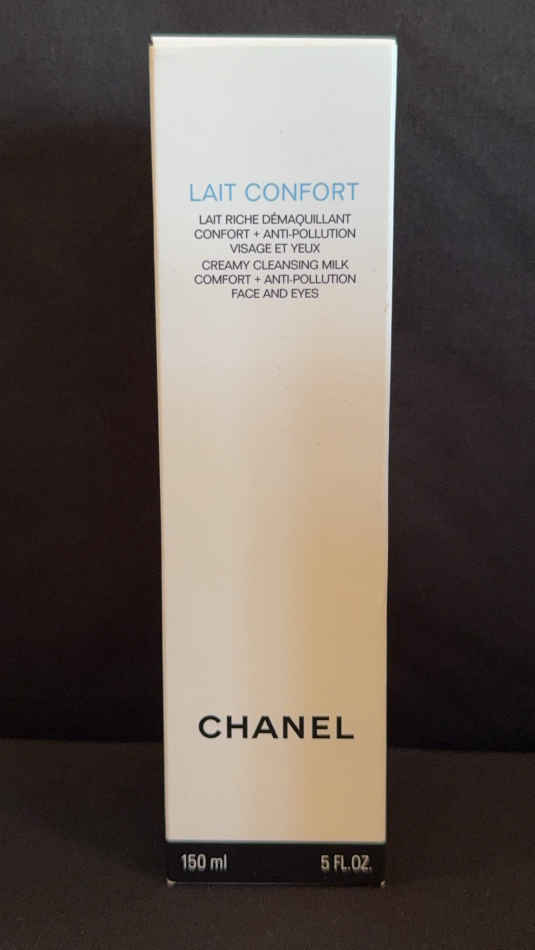 LAIT CONFORT
LAIT RICHE DÉMAQUILLANT
CONFORT + ANTI-POLLUTION
VISAGE ET YEUX
CREAMY CLEANSING MILK
COMFORT + ANTI-POLLUTION
FACE AND EYES
CHANEL
150 ml 5 FL.OZ.